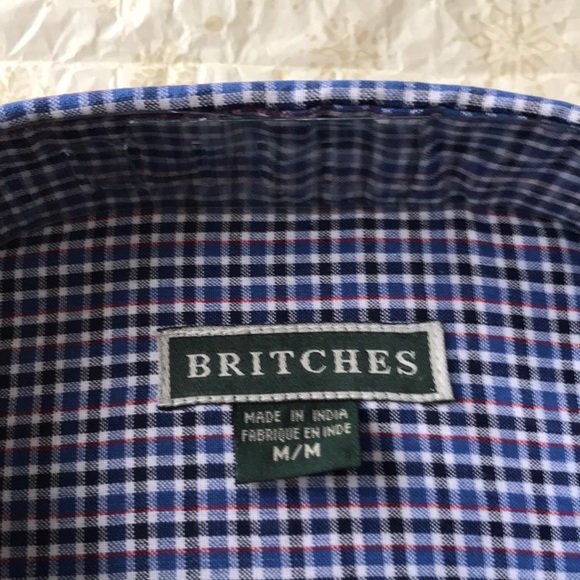 BRITCHES
MADE IN INDIA
FABRIQUE EN INDE
M/M